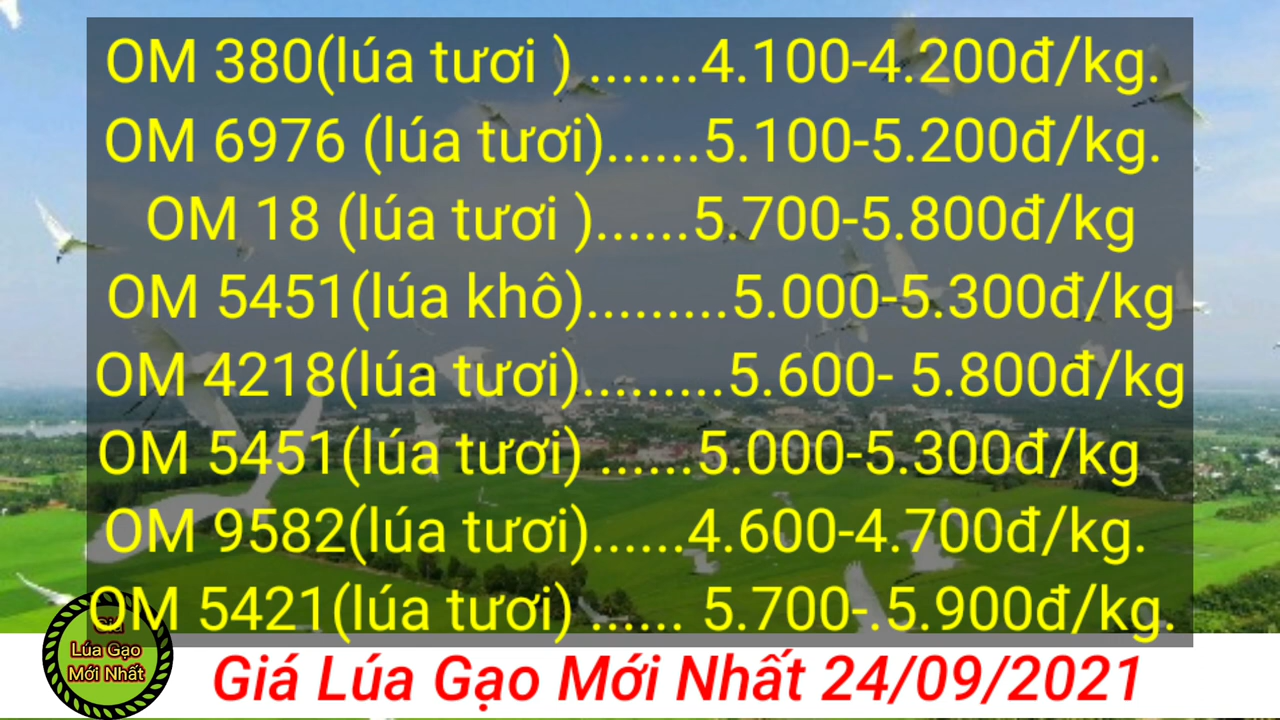 OM 380(lúa tươi ) .......4.100-4.200đ/kg.
OM 6976 (lúa tươi)......5.100-5.200đ/kg.
OM 18 (lúa tươi )......5.700-5.800đ/kg
OM 5451(lúa khô).........5.000-5.300đ/kg
OM 4218(lúa tươi).........5.600- 5.800đ/kg
OM 5451(lúa tươi) ......5.000-5.300đ/kg
OM 9582(lúa tươi)......4.600-4.700đ/kg.
OM 5421(lúa tươi) ...... 5.700- .5.900đ/kg.
Giá
Lúa Gạo
Mới Nhất
Giá Lúa Gạo Mới Nhất 24/09/2021